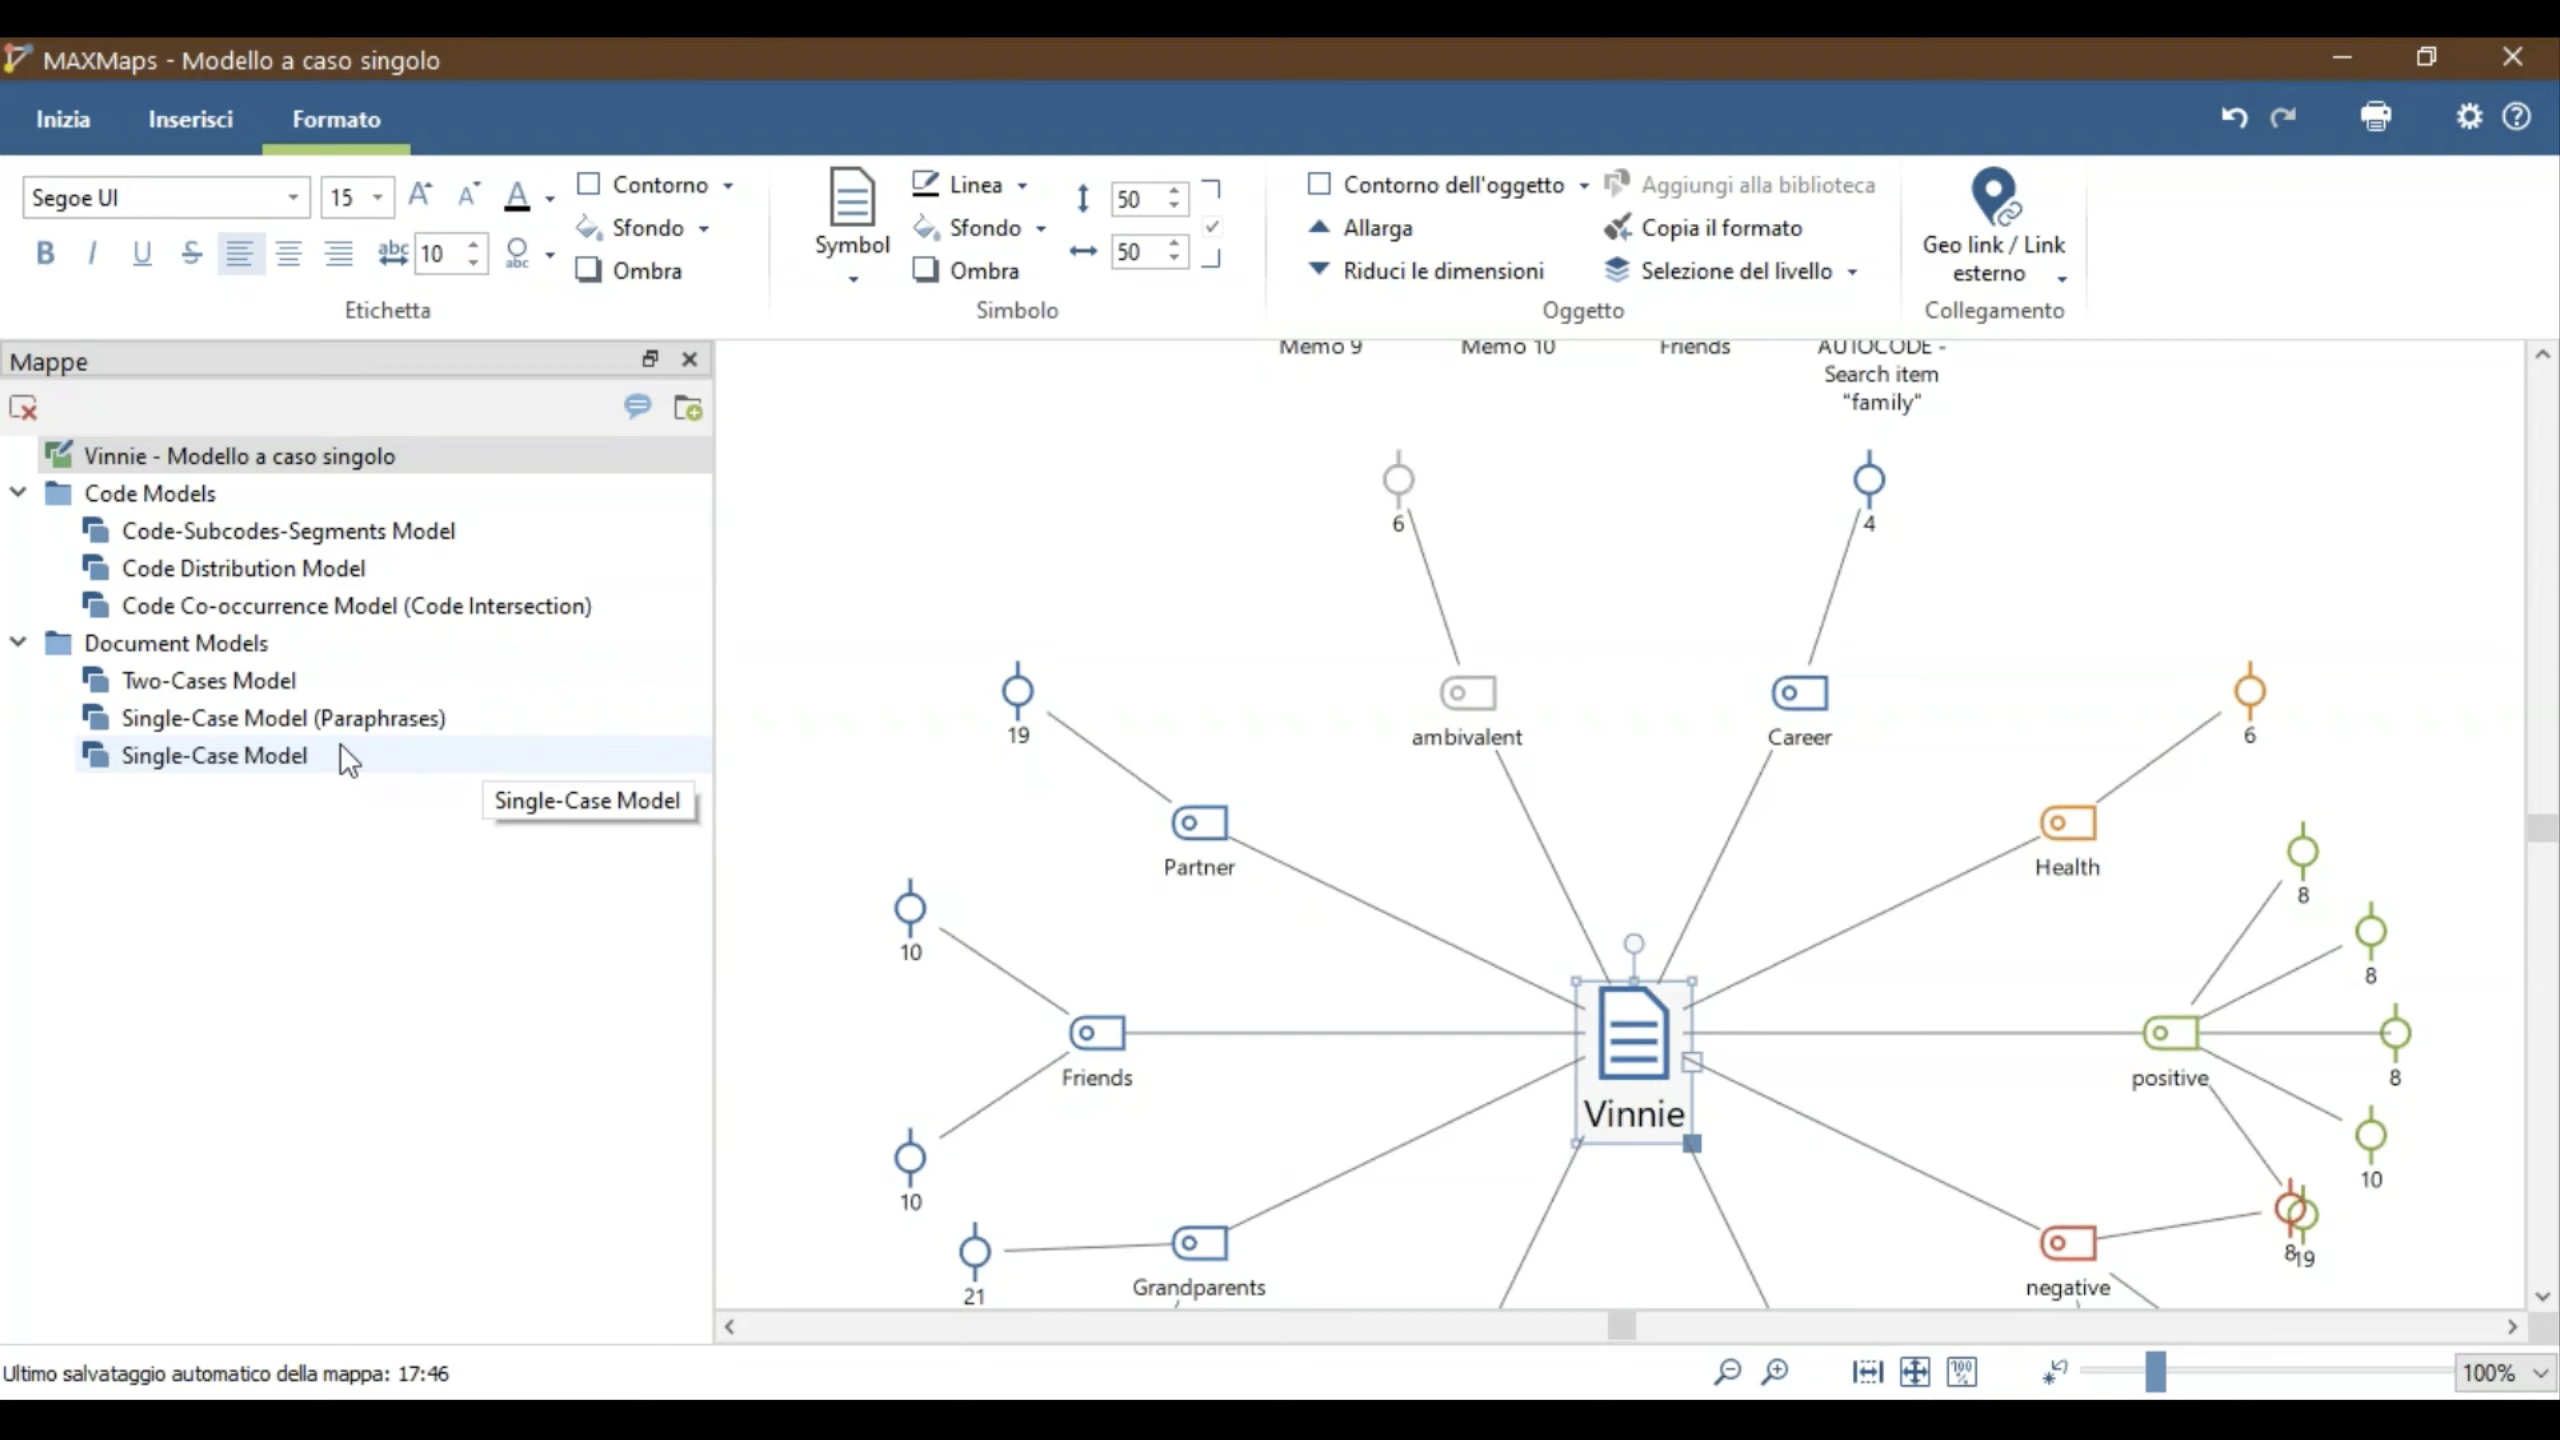 MAXMaps - Modello a caso singolo
Inizia
Inserisci
Formato
Segoe UI
15
Contorno
Sfondo
Ombra
B
I
U
S
abc
10
abc
Etichetta
Symbol
Linea
Sfondo
Ombra
50
50
Simbolo
Contorno dell'oggetto
Allarga
Riduci le dimensioni
Aggiungi alla biblioteca
Copia il formato
Selezione del livello
Oggetto
Geo link / Link
esterno
Collegamento
Mappe
Vinnie - Modello a caso singolo
Code Models
Code-Subcodes-Segments Model
Code Distribution Model
Code Co-occurrence Model (Code Intersection)
Document Models
Two-Cases Model
Single-Case Model (Paraphrases)
Single-Case Model
Single-Case Model
Memo 9
Memo 10
Friends
AUTOCODE -
Search item
"family"
6
4
19
ambivalent
Career
6
Partner
Health
8
10
8
Friends
positive
8
Vinnie
10
10
8
19
21
Grandparents
negative
Ultimo salvataggio automatico della mappa: 17:46
100%